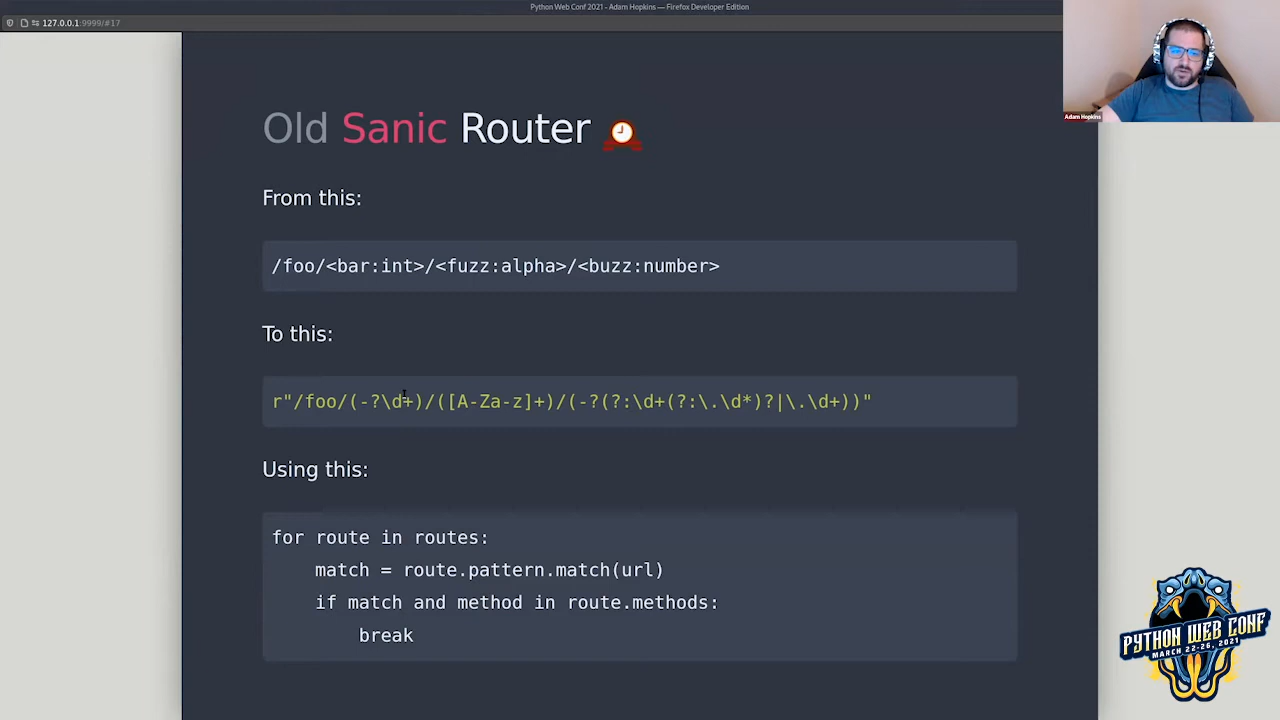 Python Web Conf 2021 - Adam Hopkins — Firefox Developer Edition
127.0.0.1:9999/#17
Adam Hopkins
Old Sanic Router
From this:
/foo/<bar:int>/<fuzz:alpha>/<buzz:number>
To this:
r"/foo/(-?\d+)/([A-Za-z]+)/(-?(?:\d+(?:\.\d*)?|\.\d+))"
Using this:
for route in routes:
    match = route.pattern.match(url)
    if match and method in route.methods:
        break
PYTHON WEB CONF
MARCH 22-26, 2021